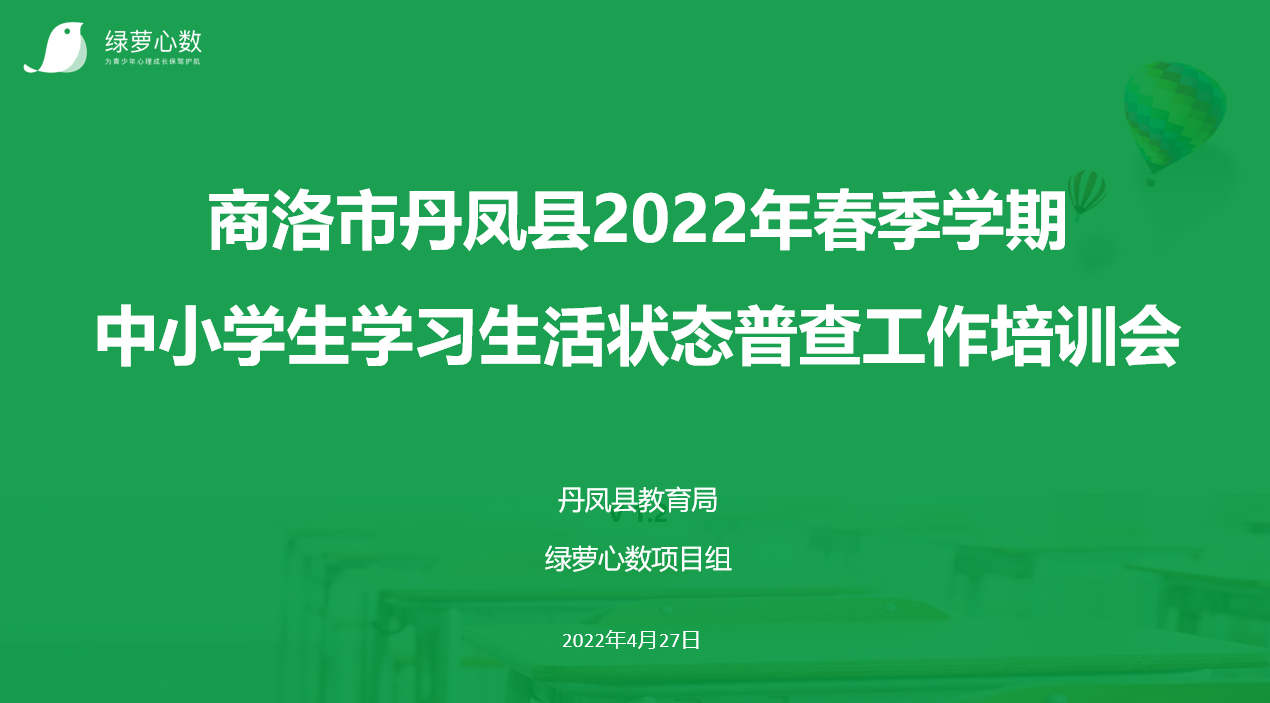 绿萝心数
为青少年心理成长保驾护航
商洛市丹凤县2022年春季学期
中小学生学习生活状态普查工作培训会
丹凤县教育局
V 1.2
绿萝心数项目组
2022年4月27日